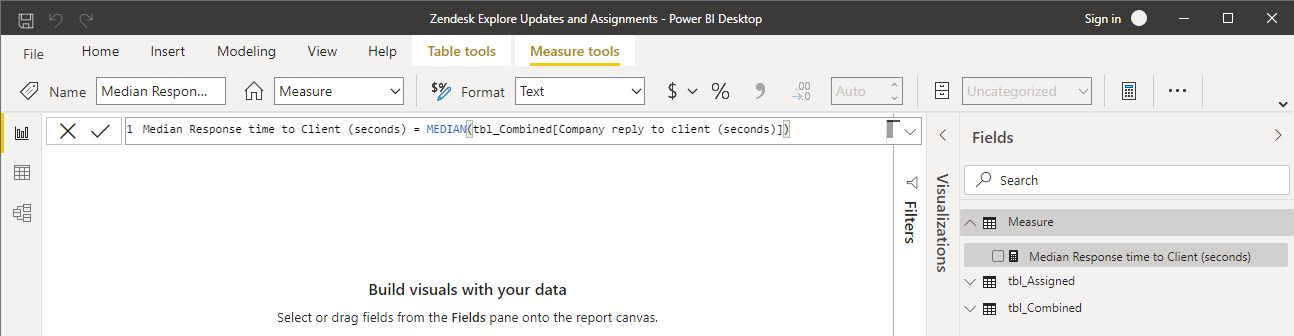 Zendesk Explore Updates and Assignments - Power BI Desktop
Sign in
File
Home
Insert
Modeling
View
Help
Table tools
Measure tools
Name
Median Respon...
Measure
$%
Format
Text
$
%
,
.00
→.0
Auto
Uncategorized
...
1 Median Response time to Client (seconds) = MEDIAN(tbl_Combined[Company reply to client (seconds)])
Filters
Visualizations
Fields
Search
Measure
Median Response time to Client (seconds)
tbl_Assigned
tbl_Combined
Build visuals with your data
Select or drag fields from the Fields pane onto the report canvas.